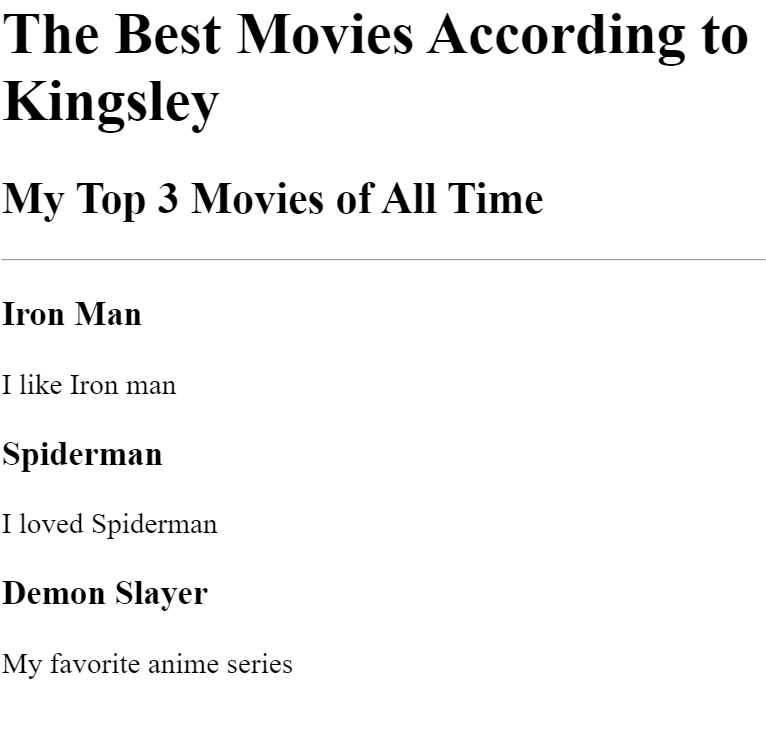 The Best Movies According to
Kingsley
My Top 3 Movies of All Time
Iron Man
I like Iron man
Spiderman
I loved Spiderman
Demon Slayer
My favorite anime series